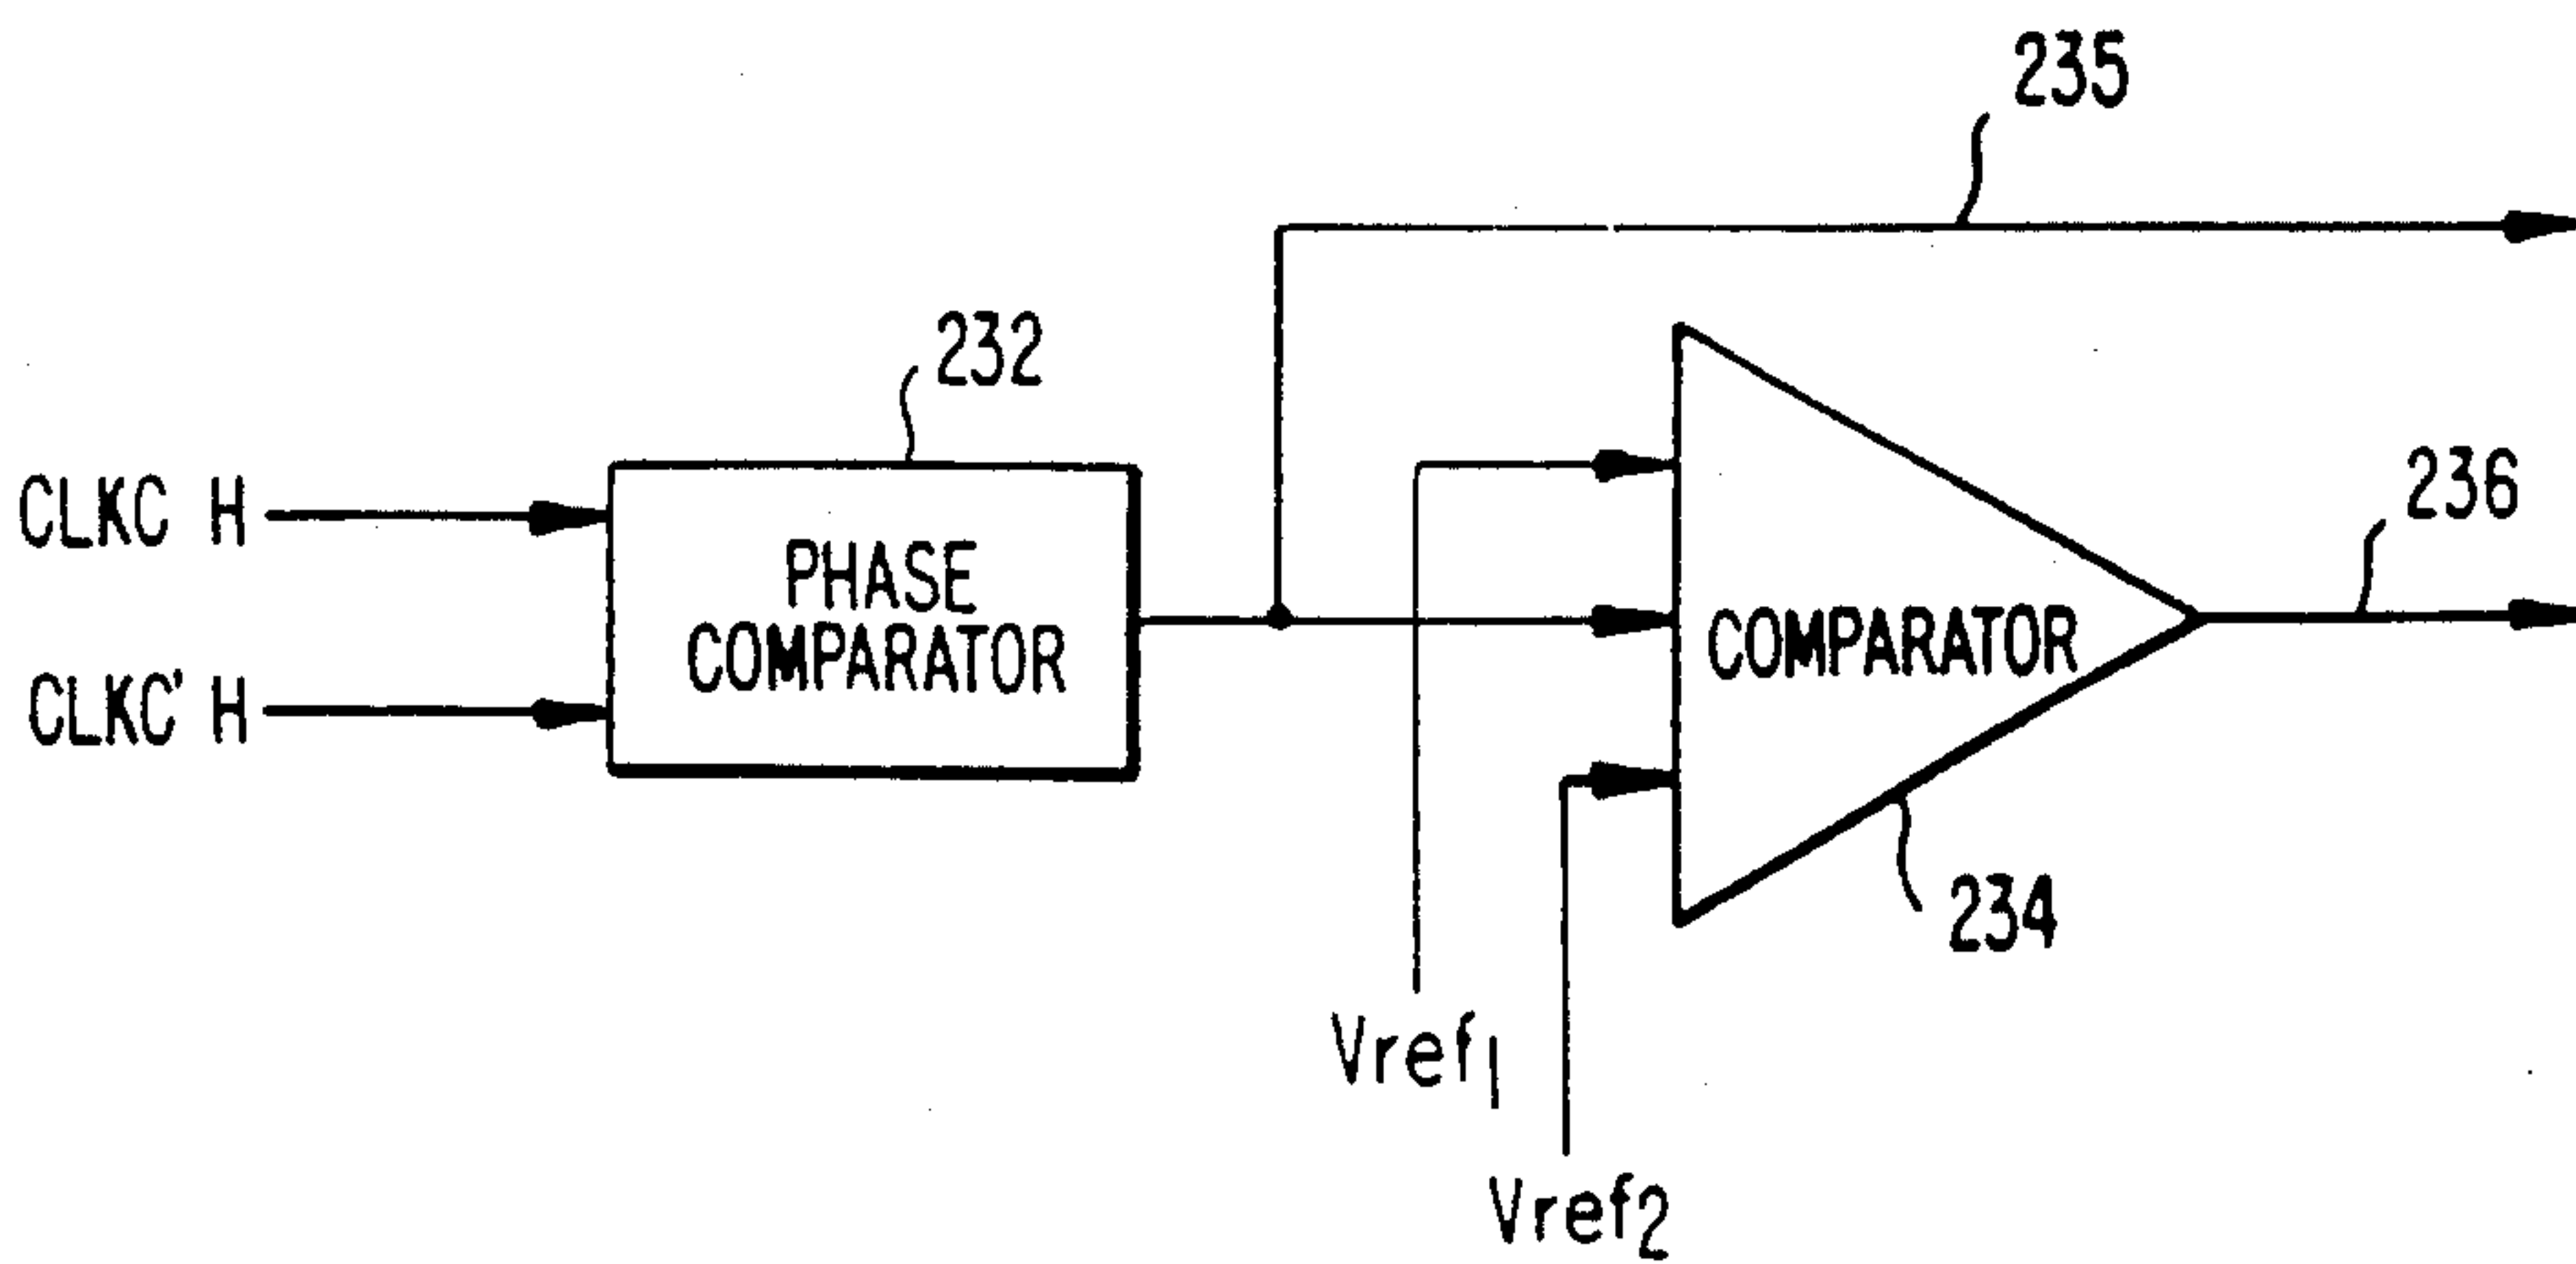 235
232
CLKC H
PHASE
COMPARATOR
CLKC' H
COMPARATOR
236
234
Vref1
Vref2